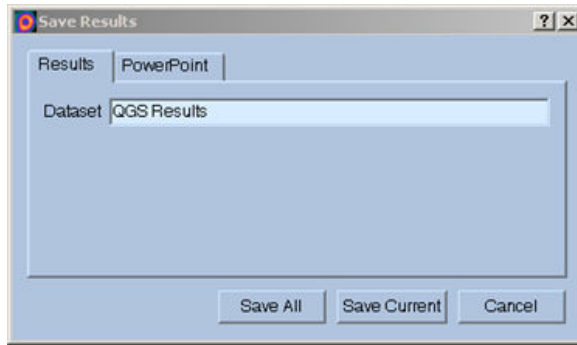 Save Results ? ×
Results PowerPoint
Dataset QGS Results
Save All Save Current Cancel